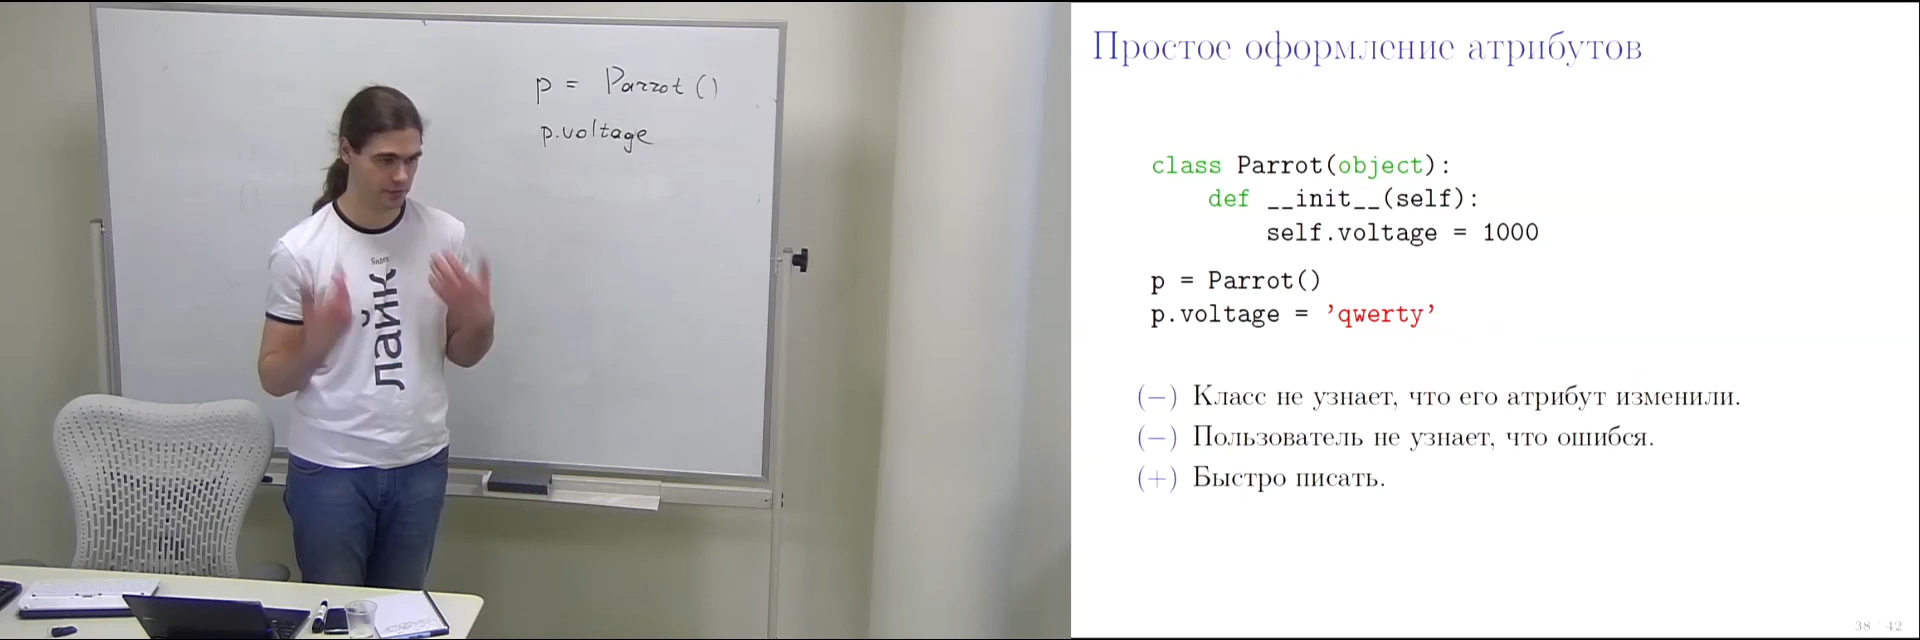 p = Parrot()
p.voltage
Яндекс
лайк
Простое оформление атрибутов
class Parrot(object):
def __init__(self):
self.voltage = 1000
p = Parrot()
p.voltage = 'qwerty'
(−) Класс не узнает, что его атрибут изменили.
(−) Пользователь не узнает, что ошибся.
(+) Быстро писать.
38 / 42